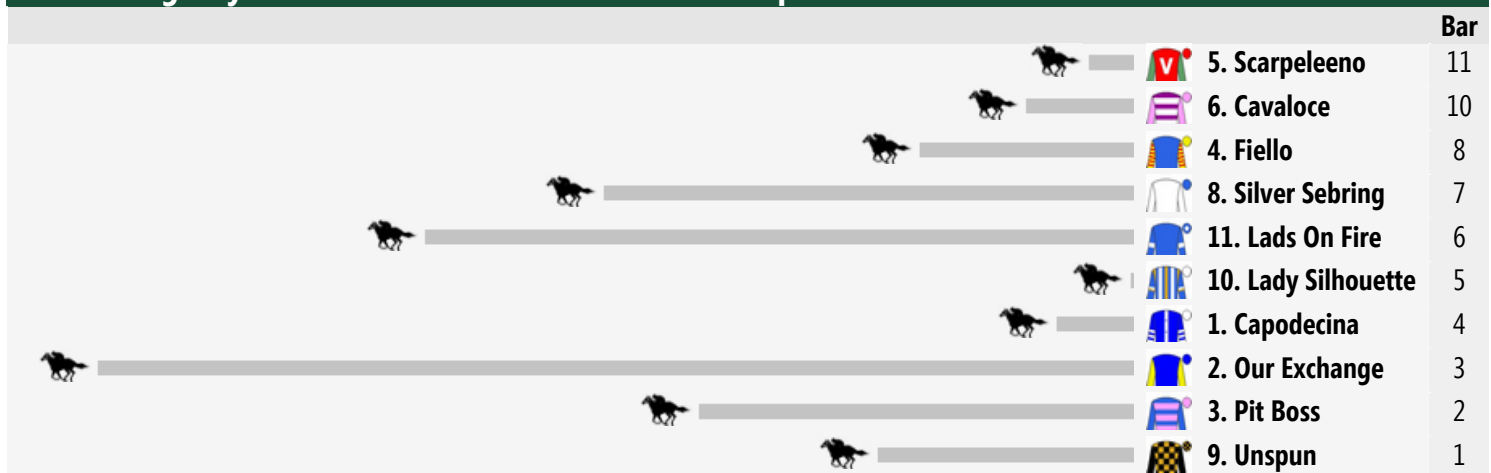 Bar
V 5. Scarpeleeno 11
6. Cavaloce 10
4. Fiello 8
8. Silver Sebring 7
11. Lads On Fire 6
10. Lady Silhouette 5
1. Capodecina 4
2. Our Exchange 3
3. Pit Boss 2
9. Unspun 1